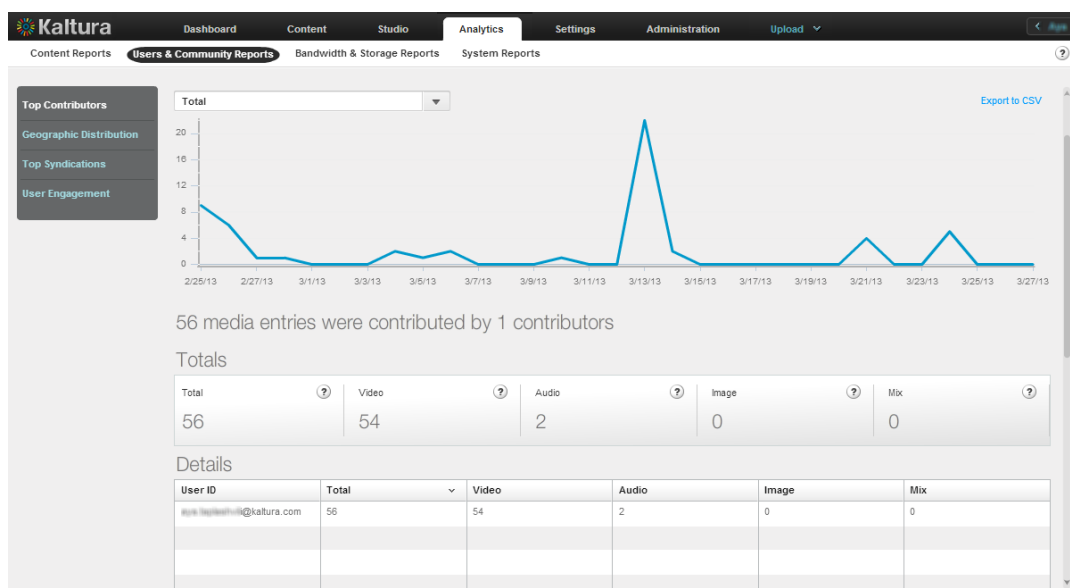 Kaltura Dashboard Content Studio Analytics Settings Administration Upload
Content Reports Users & Community Reports Bandwidth & Storage Reports System Reports ?
Top Contributors
Geographic Distribution
Top Syndications
User Engagement
Total Export to CSV
20
16
12
8
4
0
2/25/13 2/27/13 3/1/13 3/3/13 3/5/13 3/7/13 3/9/13 3/11/13 3/13/13 3/15/13 3/17/13 3/19/13 3/21/13 3/23/13 3/25/13 3/27/13
56 media entries were contributed by 1 contributors
Totals
Total ? Video ? Audio ? Image ? Mix ?
56 54 2 0 0
Details
User ID Total Video Audio Image Mix
@kaltura.com 56 54 2 0 0